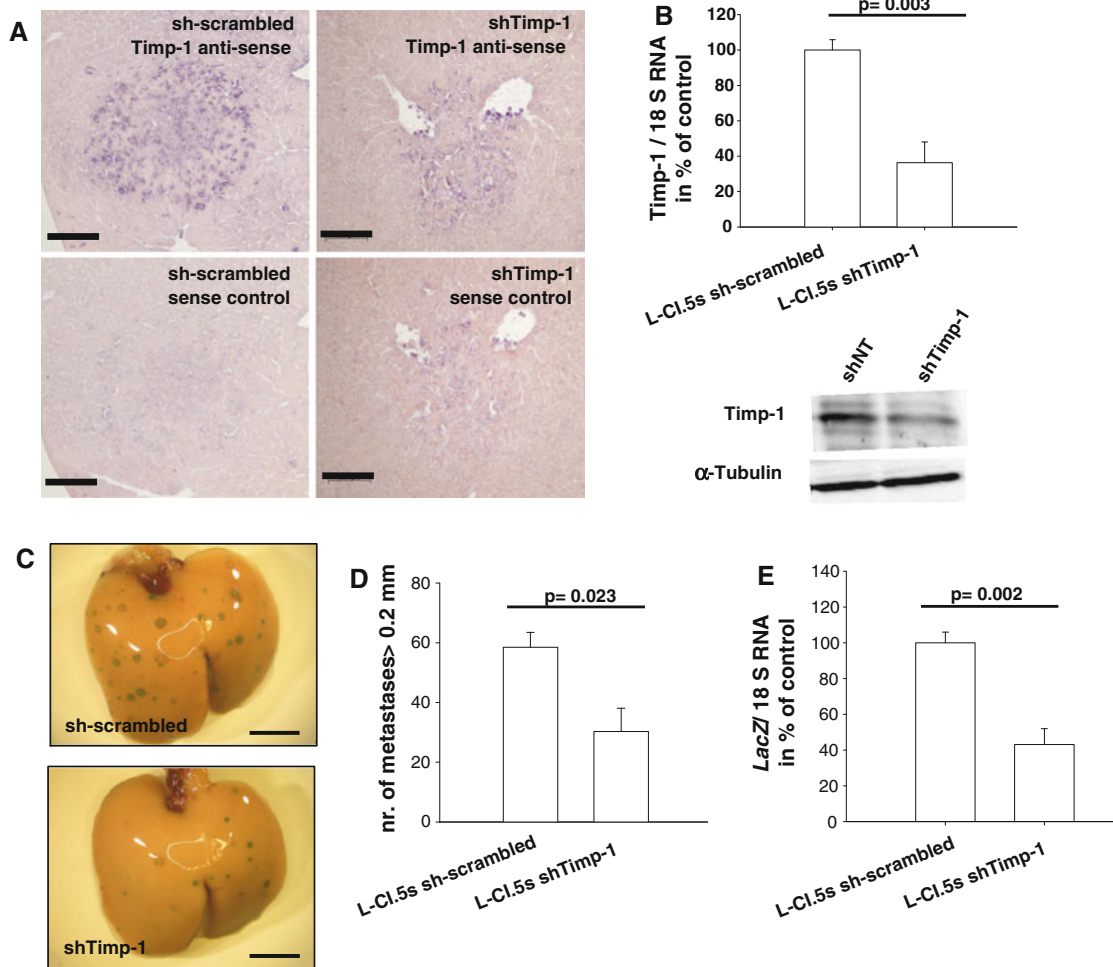 A
sh-scrambled
Timp-1 anti-sense
shTimp-1
Timp-1 anti-sense
sh-scrambled
sense control
shTimp-1
sense control
B
p= 0.003
Timp-1 / 18 S RNA
in % of control
120
100
80
60
40
20
0
L-Cl.5s sh-scrambled
L-Cl.5s shTimp-1
shNT
shTimp-1
Timp-1
α-Tubulin
C
sh-scrambled
shTimp-1
D
p= 0.023
nr. of metastases> 0.2 mm
80
60
40
20
0
L-Cl.5s sh-scrambled
L-Cl.5s shTimp-1
E
p= 0.002
LacZ/ 18 S RNA
in % of control
140
120
100
80
60
40
20
0
L-Cl.5s sh-scrambled
L-Cl.5s shTimp-1